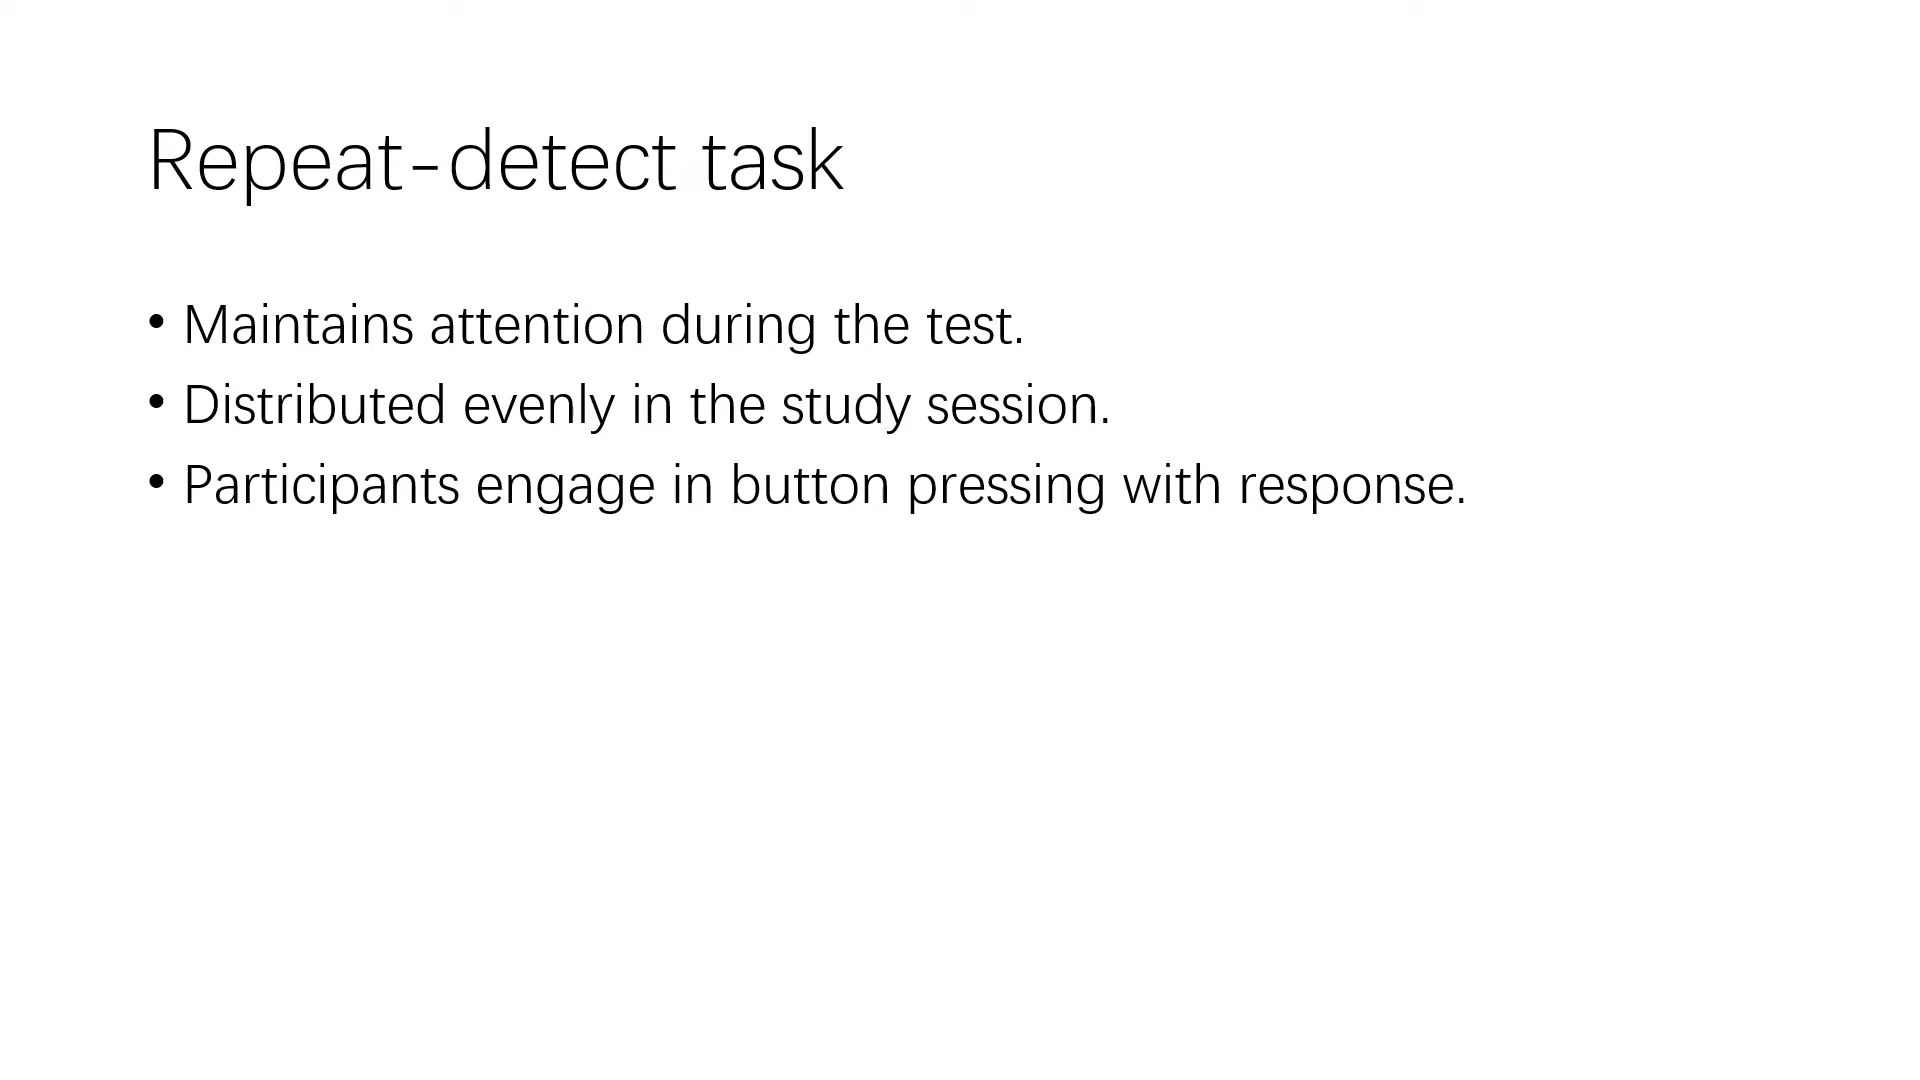 Repeat-detect task
• Maintains attention during the test.
• Distributed evenly in the study session.
• Participants engage in button pressing with response.